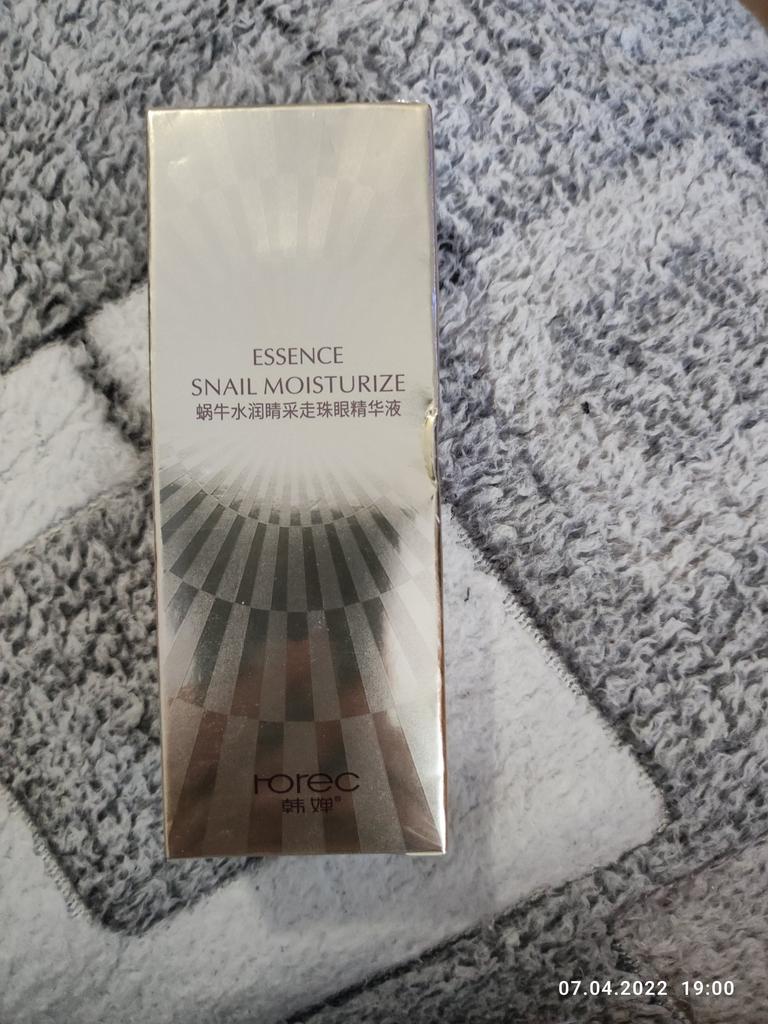 ESSENCE
SNAIL MOISTURIZE
蜗牛水润睛采走珠眼精华液
rorec
韩婵®
07.04.2022 19:00